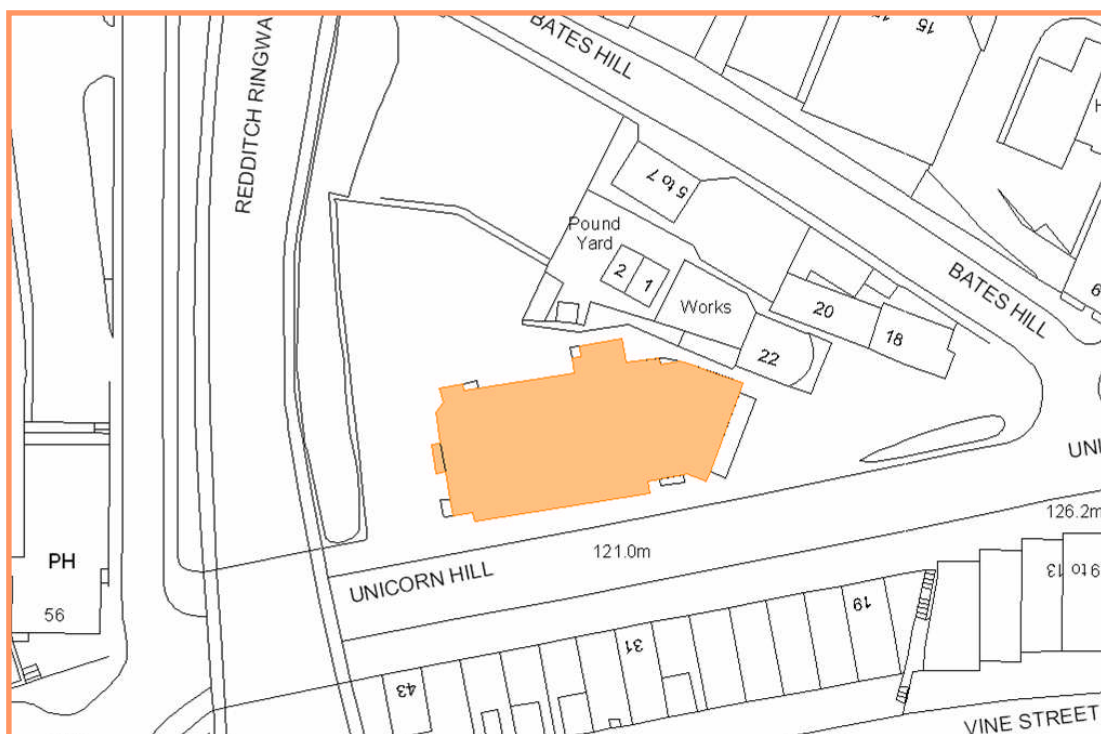 BATES HILL
15
REDDITCH RINGWA
H
5 to 7
Pound
Yard
2
1
Works
20
18
22
BATES HILL
6
UNI
126.2m
121.0m
UNICORN HILL
PH
56
9 to 13
19
31
43
VINE STREET